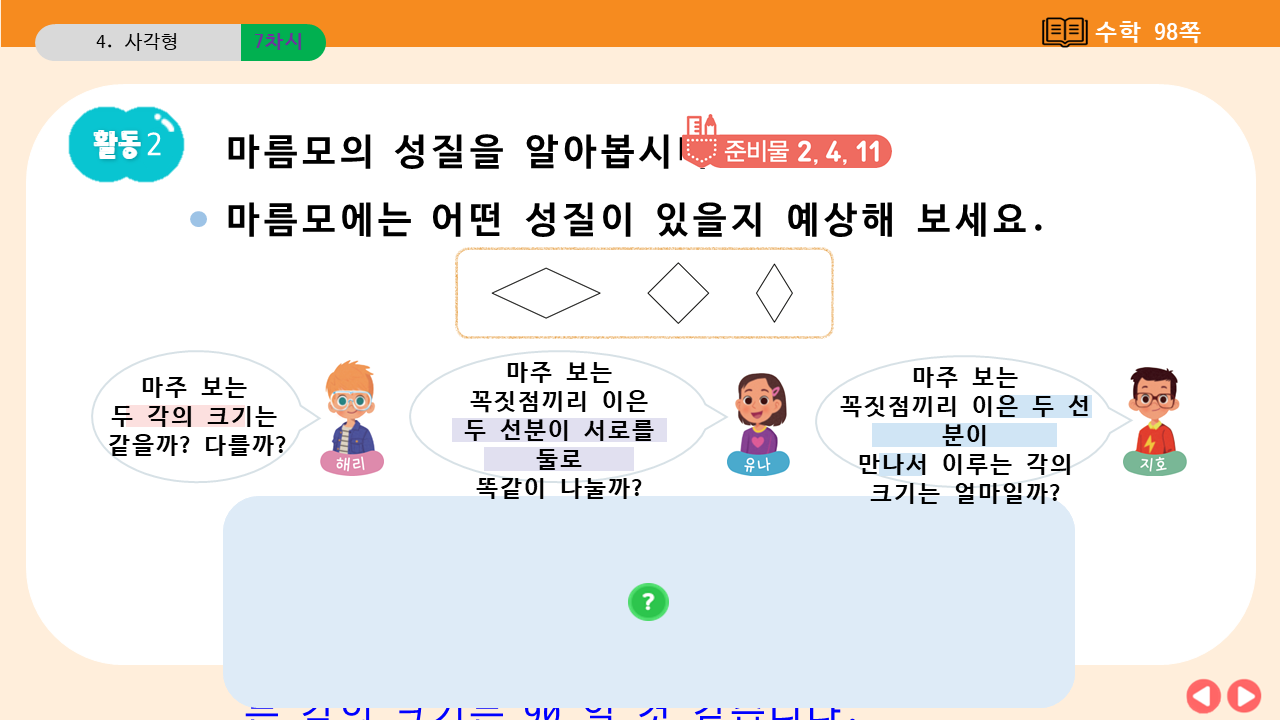 4. 사각형
7차시
수학 98쪽
활동 2
마름모의 성질을 알아봅시
준비물 2, 4, 11
마름모에는 어떤 성질이 있을지 예상해 보세요.
마주 보는
두 각의 크기는
같을까? 다를까?
해리
마주 보는
꼭짓점끼리 이은
두 선분이 서로를
둘로
똑같이 나눌까?
유나
마주 보는
꼭짓점끼리 이은 두 선
분이
만나서 이루는 각의
크기는 얼마일까?
지호
?